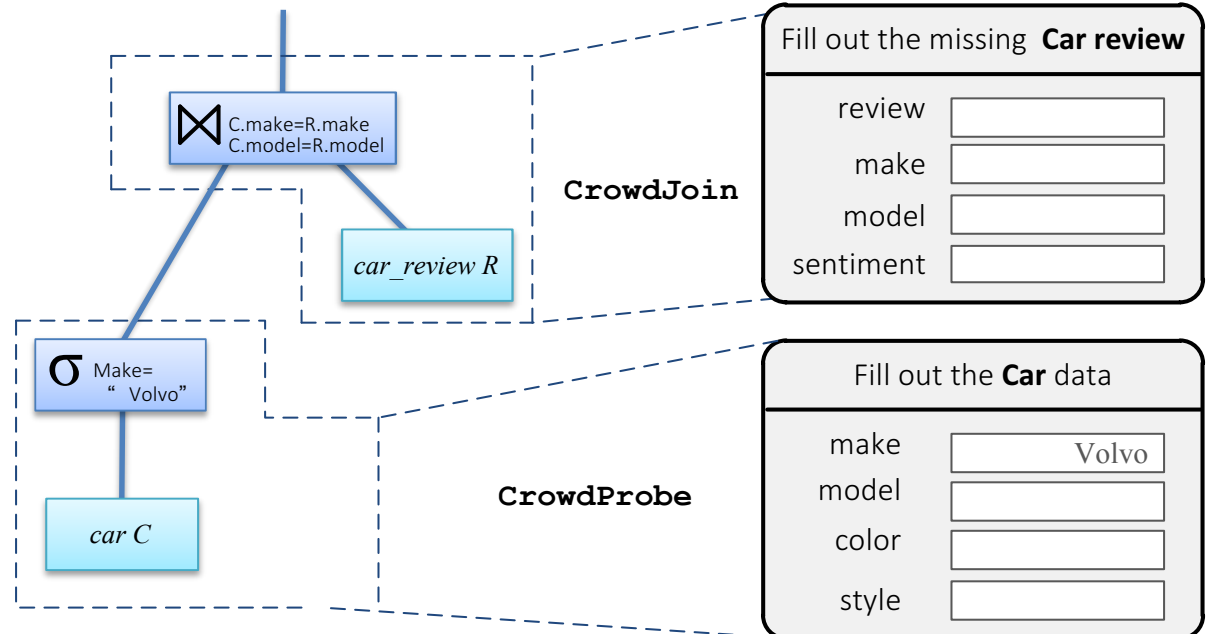 ⋈ C.make=R.make
C.model=R.model
car_review R
σ Make=
“ Volvo”
car C
CrowdJoin
CrowdProbe
Fill out the missing Car review
review
make
model
sentiment
Fill out the Car data
make Volvo
model
color
style